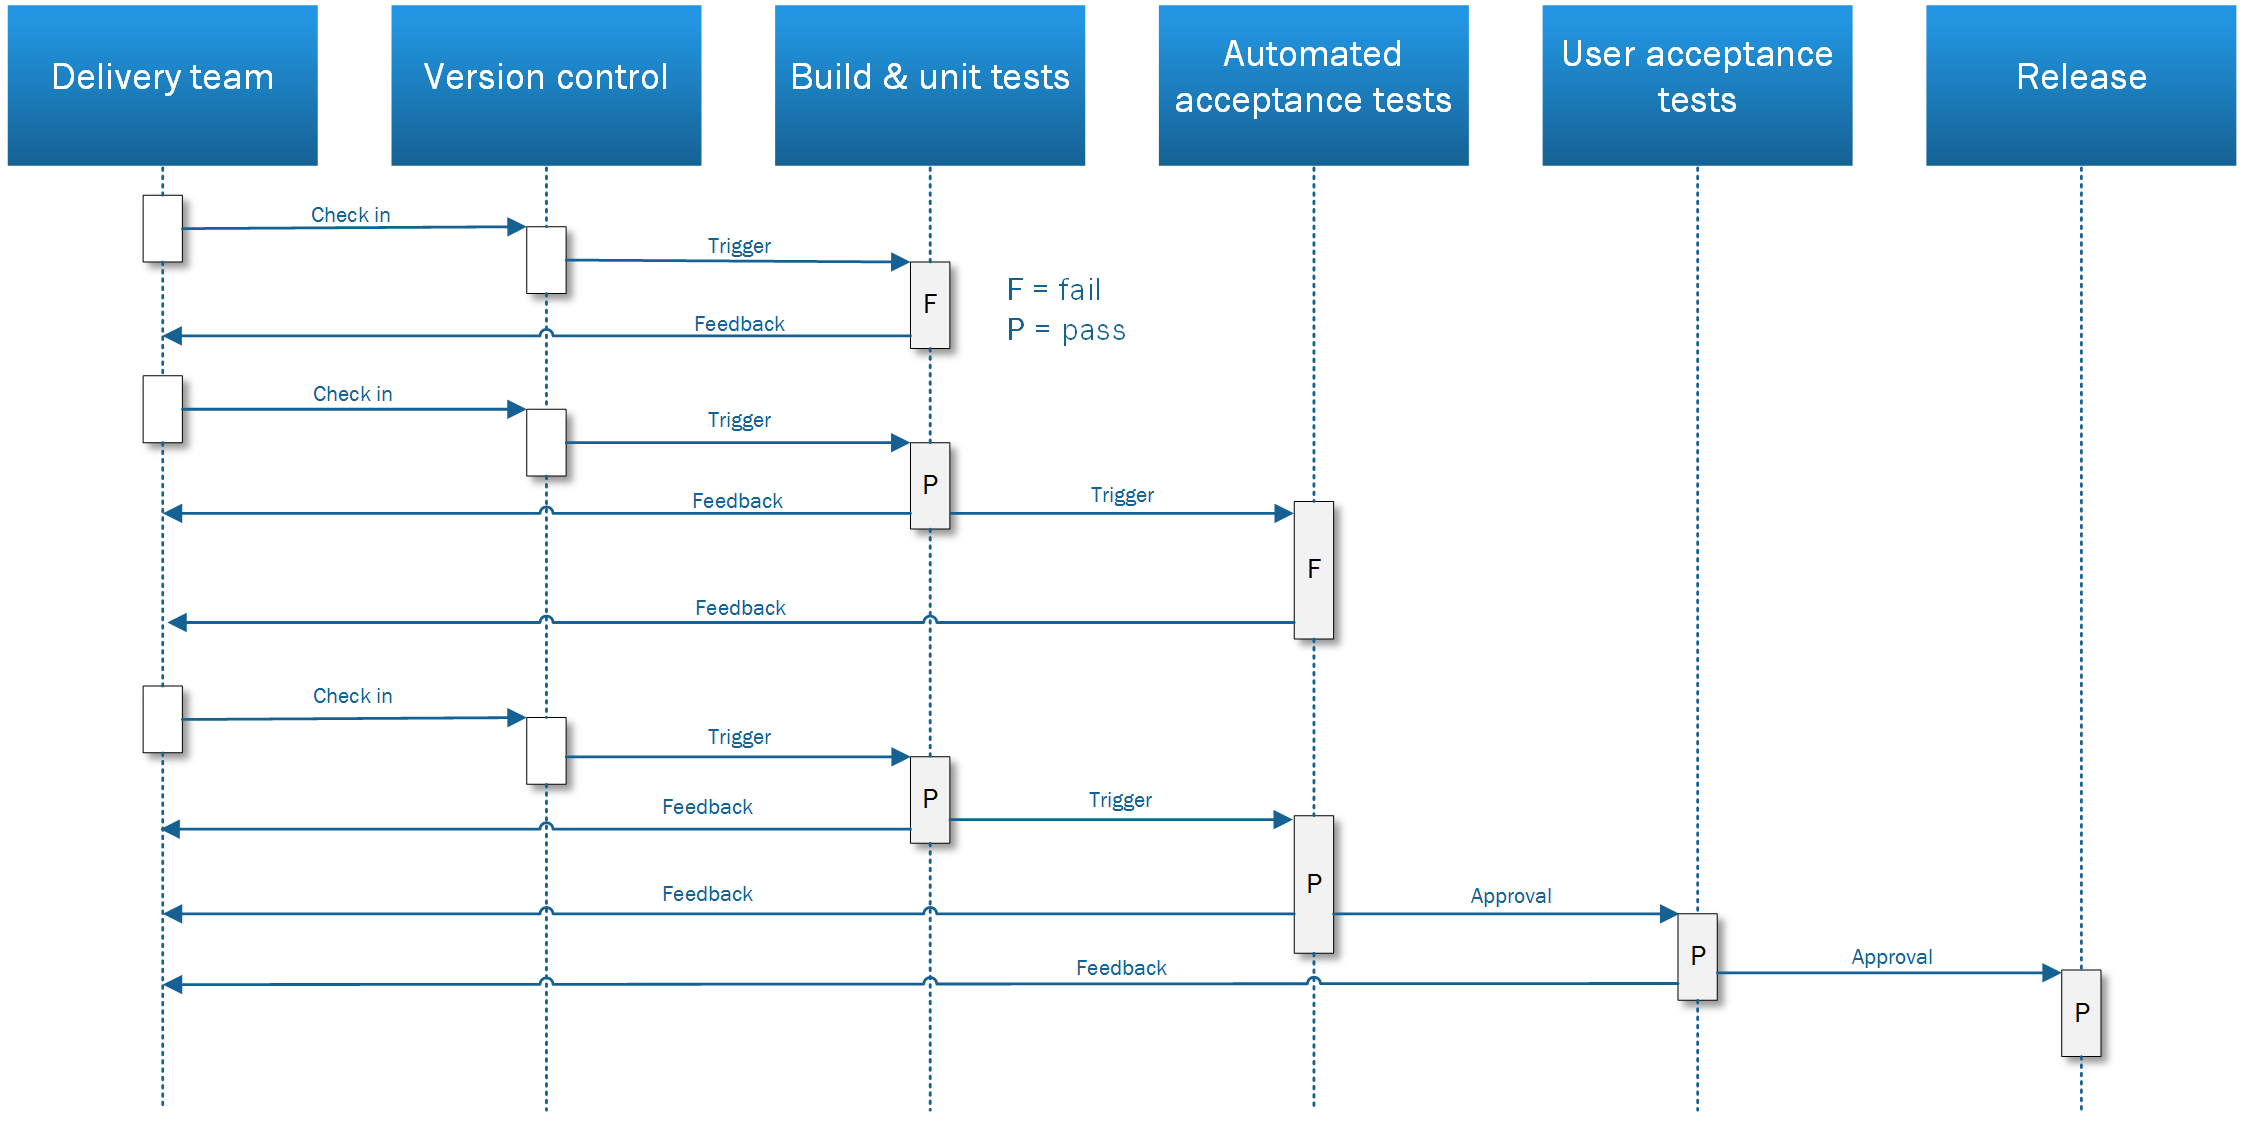 Delivery team
Version control
Build & unit tests
Automated
acceptance tests
User acceptance
tests
Release
Check in
Trigger
F
F = fail
P = pass
Feedback
Check in
Trigger
P
Feedback
Trigger
F
Feedback
Check in
Trigger
P
Feedback
Trigger
P
Feedback
Approval
P
Feedback
Approval
P